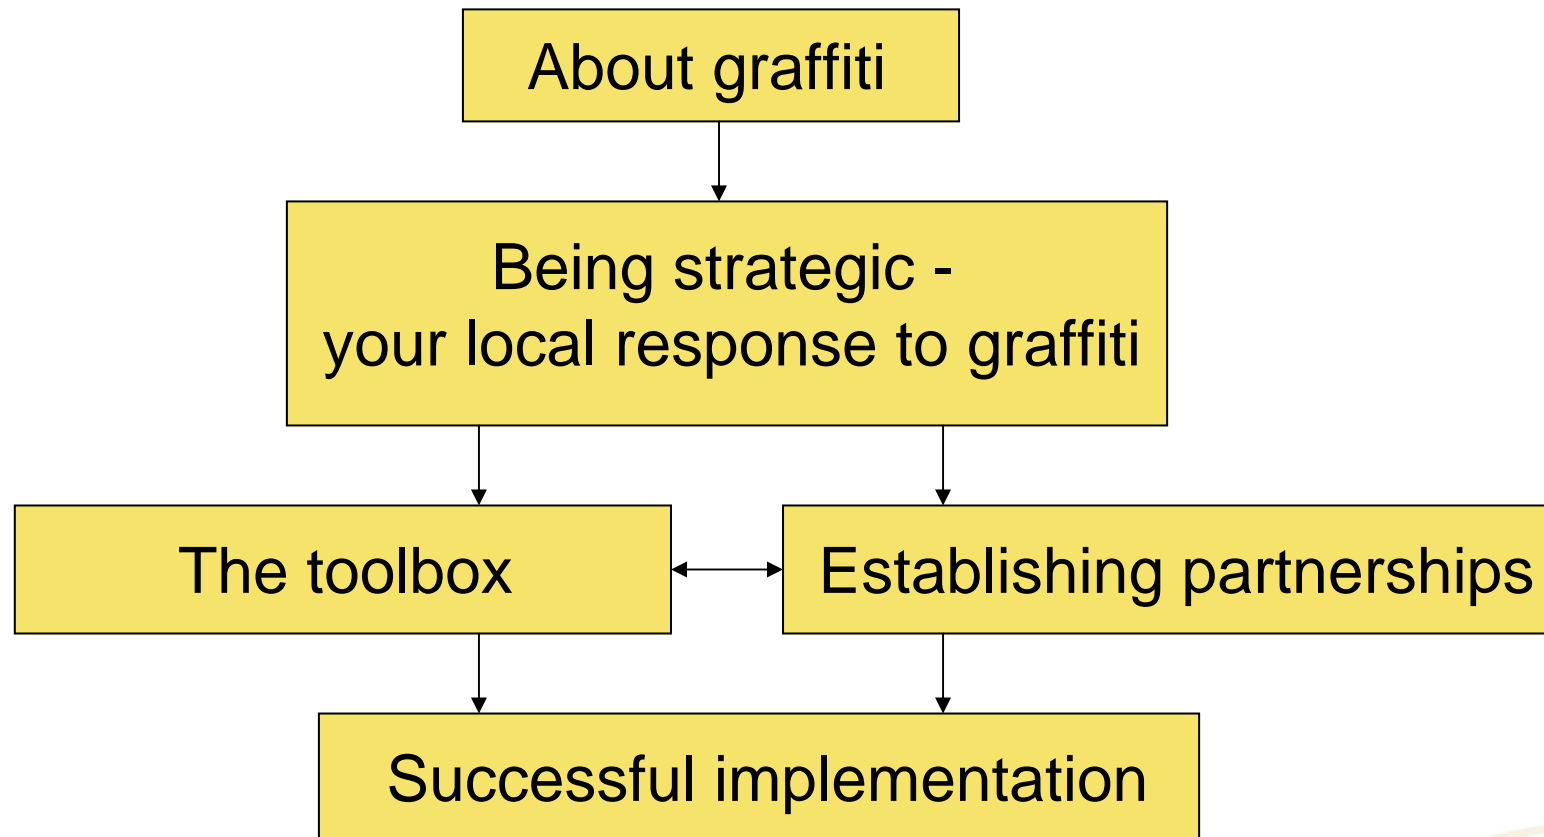 About graffiti
Being strategic -
your local response to graffiti
The toolbox
Establishing partnerships
Successful implementation